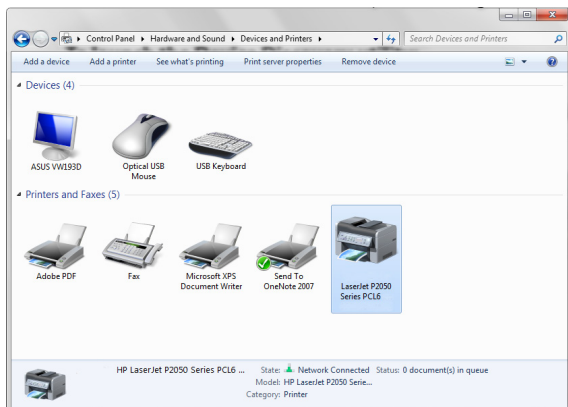 Control Panel ▸ Hardware and Sound ▸ Devices and Printers ▸
Search Devices and Printers
Add a device Add a printer See what's printing Print server properties Remove device
Devices (4)
ASUS VW193D
Optical USB
Mouse
USB Keyboard
Printers and Faxes (5)
Adobe PDF
Fax
Microsoft XPS
Document Writer
Send To
OneNote 2007
LaserJet P2050
Series PCL6
HP LaserJet P2050 Series PCL6 ... State: Network Connected Status: 0 document(s) in queue
Model: HP LaserJet P2050 Serie...
Category: Printer